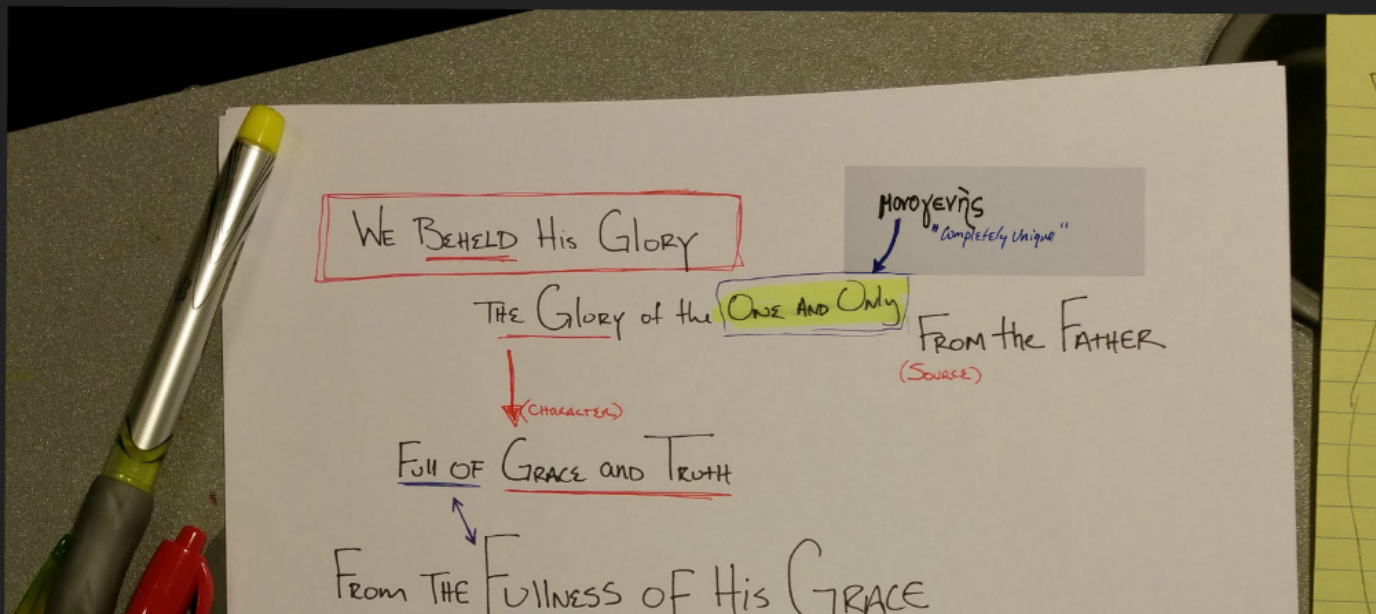 μονογενὴς
"Completely Unique"
WE BEHELD His GLORY
THE Glory of the ONE AND Only
FROM the FATHER
(SOURCE)
(CHARACTER)
Full OF GRACE and TRUTH
From THE Fullness OF His GRACE